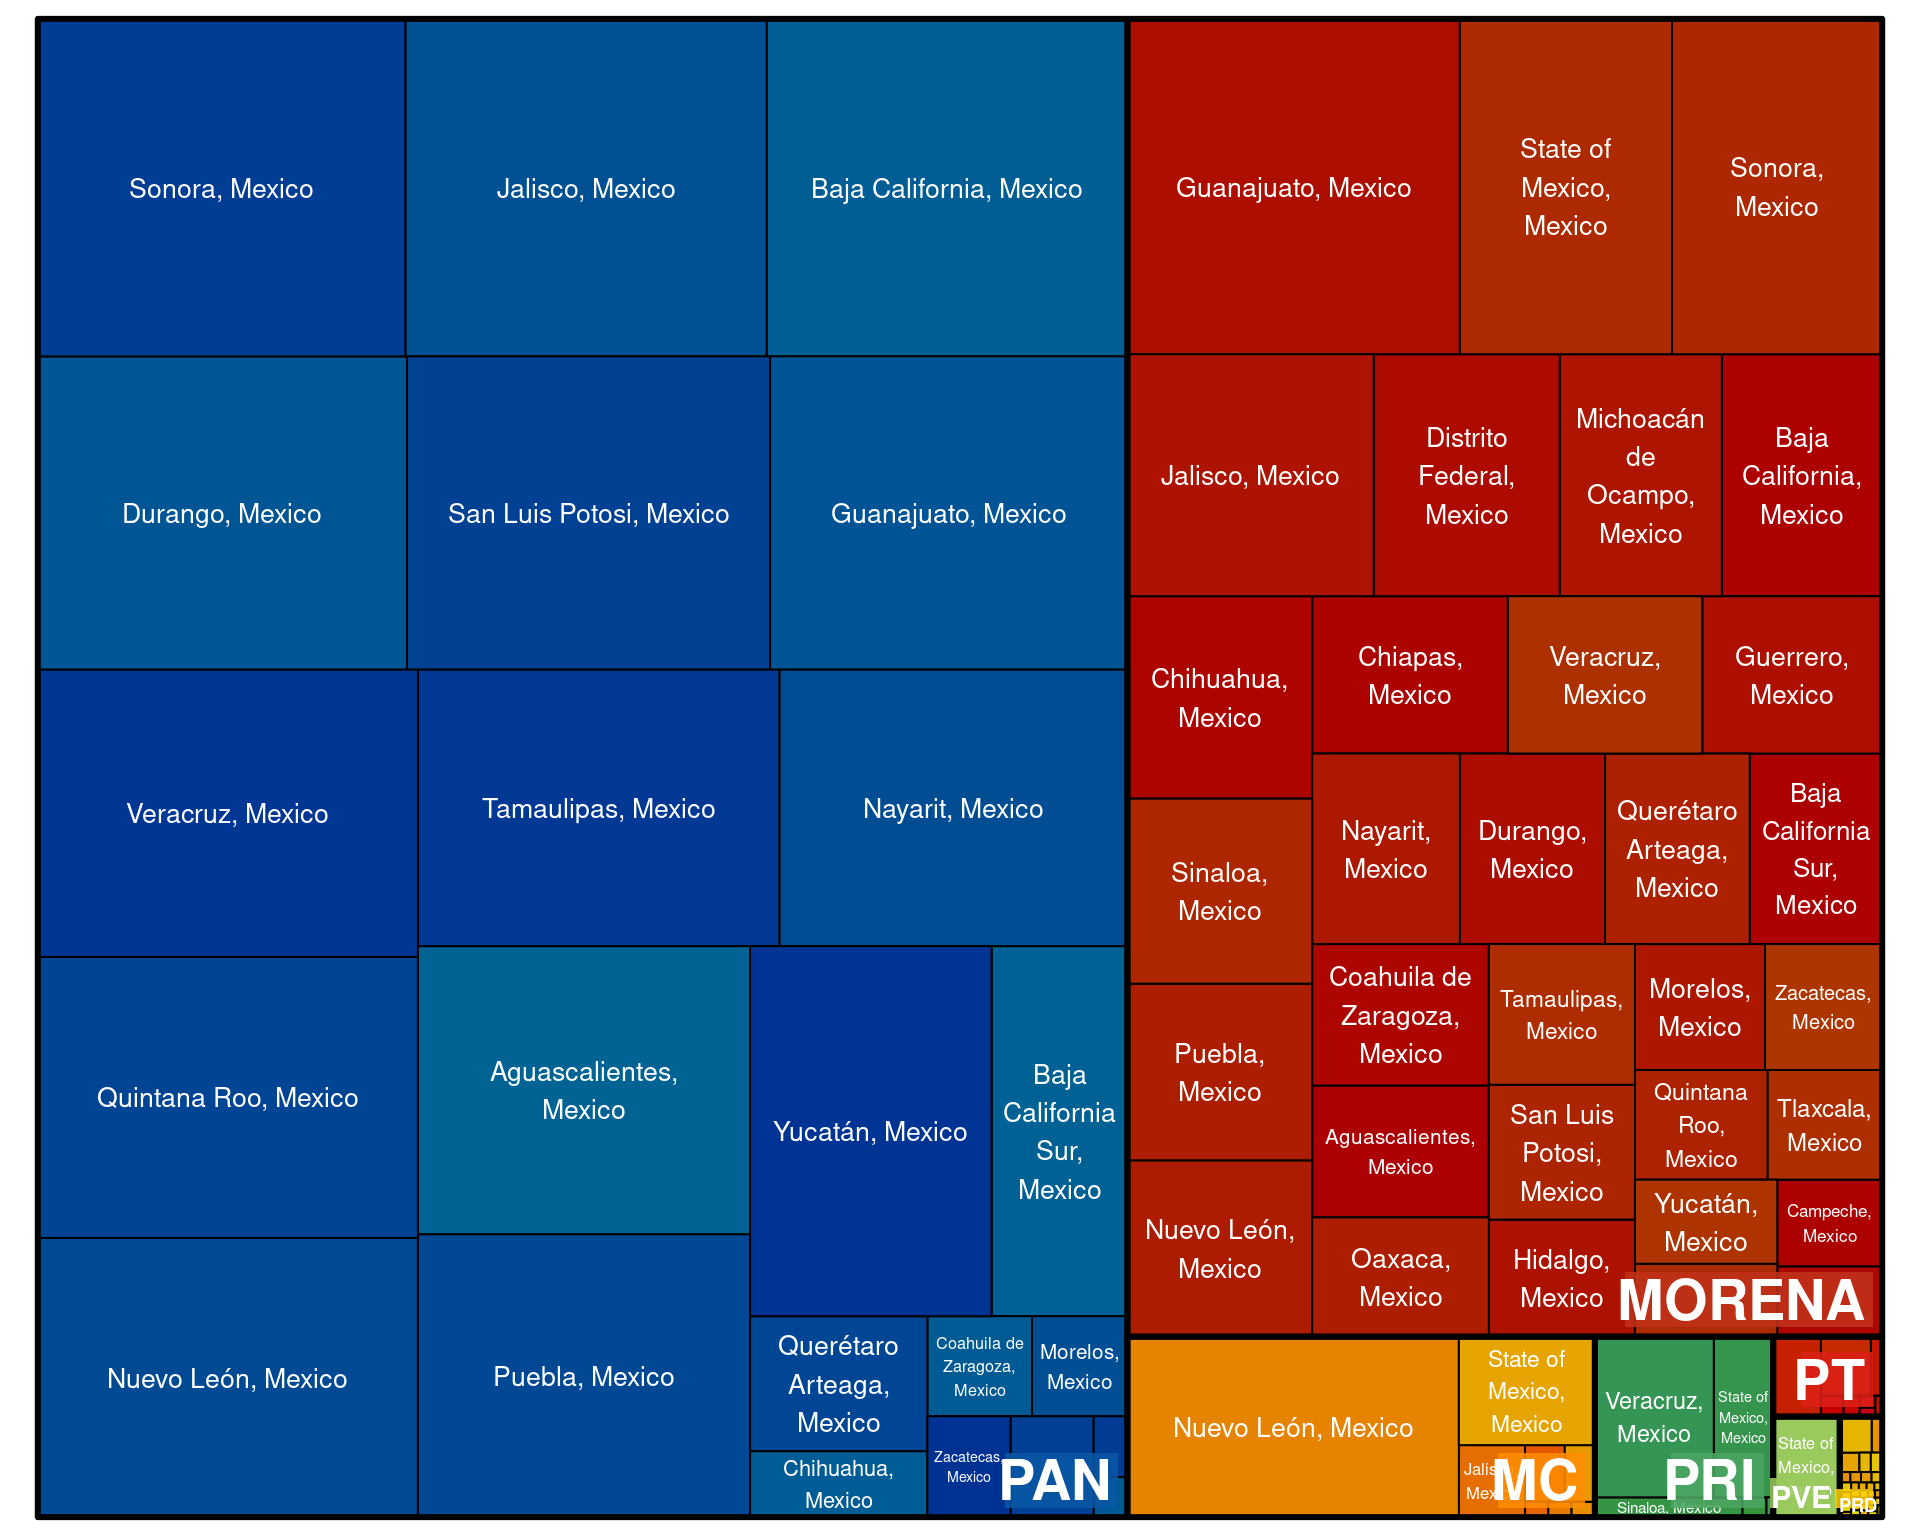 Sonora, Mexico
Jalisco, Mexico
Baja California, Mexico
Durango, Mexico
San Luis Potosi, Mexico
Guanajuato, Mexico
Veracruz, Mexico
Tamaulipas, Mexico
Nayarit, Mexico
Quintana Roo, Mexico
Nuevo León, Mexico
Aguascalientes,
Mexico
Puebla, Mexico
Yucatán, Mexico
Baja
California
Sur,
Mexico
Querétaro
Arteaga,
Mexico
Chihuahua,
Mexico
Coahuila de
Zaragoza,
Mexico
Morelos,
Mexico
Zacatecas,
Mexico
PAN
Guanajuato, Mexico
State of
Mexico,
Mexico
Sonora,
Mexico
Jalisco, Mexico
Distrito
Federal,
Mexico
Michoacán
de
Ocampo,
Mexico
Baja
California,
Mexico
Chihuahua,
Mexico
Chiapas,
Mexico
Veracruz,
Mexico
Guerrero,
Mexico
Sinaloa,
Mexico
Nayarit,
Mexico
Durango,
Mexico
Querétaro
Arteaga,
Mexico
Baja
California
Sur,
Mexico
Puebla,
Mexico
Nuevo León,
Mexico
Coahuila de
Zaragoza,
Mexico
Tamaulipas,
Mexico
Morelos,
Mexico
Zacatecas,
Mexico
Aguascalientes,
Mexico
San Luis
Potosi,
Mexico
Quintana
Roo,
Mexico
Tlaxcala,
Mexico
Oaxaca,
Mexico
Hidalgo,
Mexico
Yucatán,
Mexico
Campeche,
Mexico
MORENA
Nuevo León, Mexico
State of
Mexico,
Mexico
MC
Veracruz,
Mexico
State of
Mexico,
Mexico
Sinaloa, Mexico
PRI
PT
State of
Mexico,
PVE
PRD